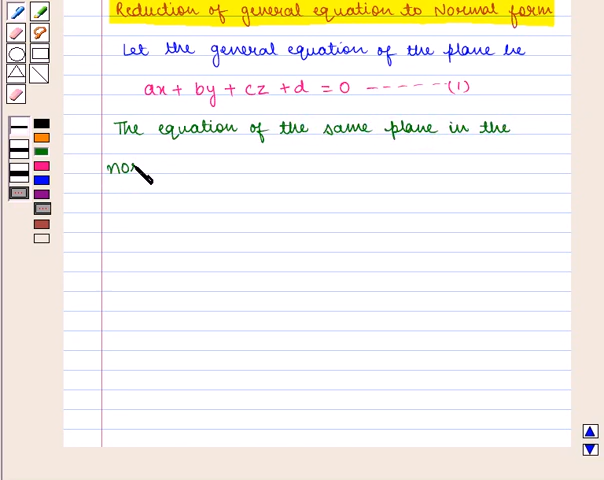 Reduction of general equation to Normal form
Let the general equation of the plane be
ax + by + cz + d = 0 ------- (1)
The equation of the same plane in the
nor